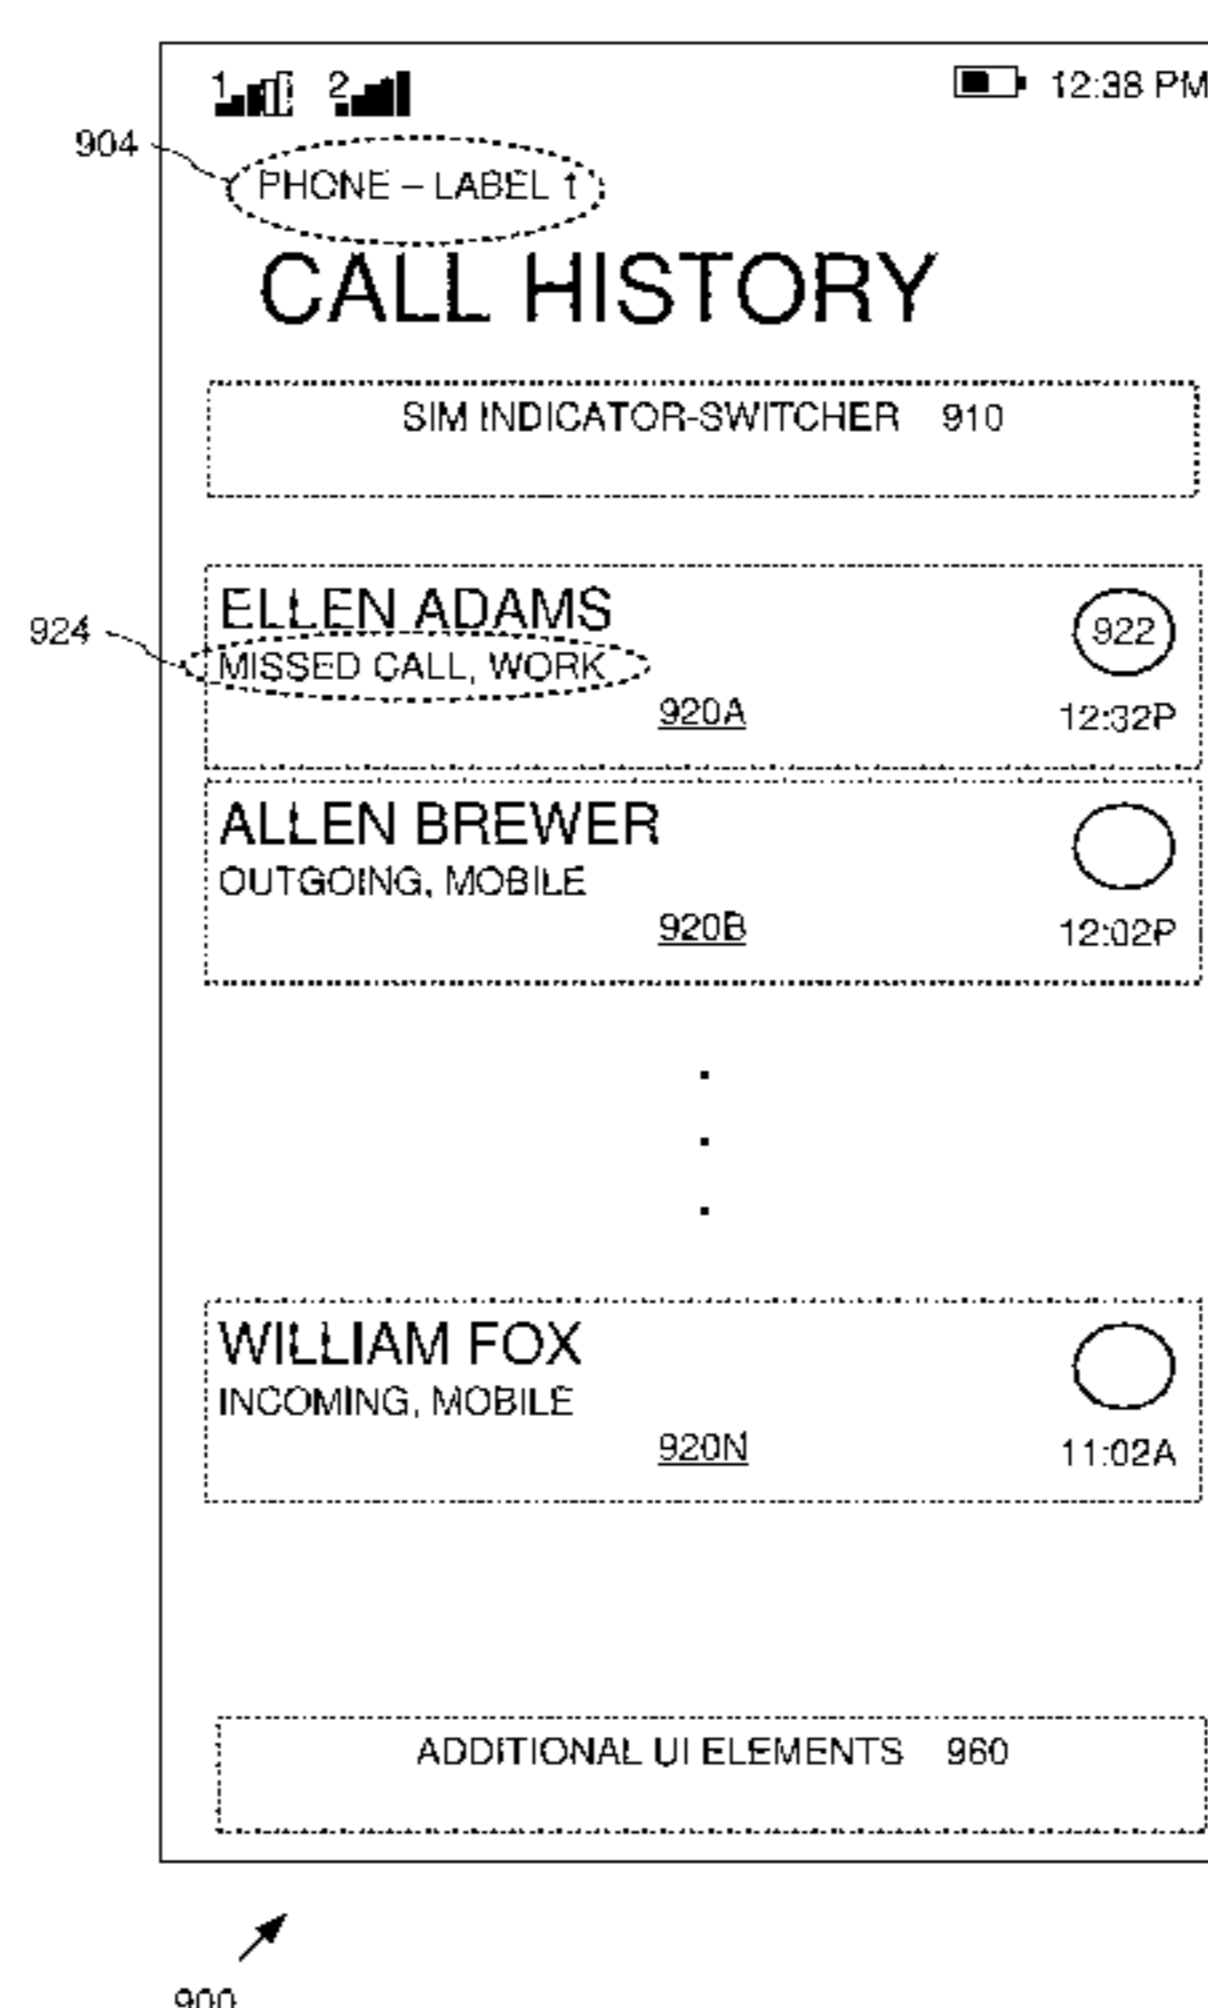 1 2 12:38 PM
904
PHONE – LABEL 1
CALL HISTORY
SIM INDICATOR-SWITCHER 910
ELLEN ADAMS
922
924
MISSED CALL, WORK
920A 12:32P
ALLEN BREWER
OUTGOING, MOBILE
920B 12:02P
.
.
.
WILLIAM FOX
INCOMING, MOBILE
920N 11:02A
ADDITIONAL UI ELEMENTS 960
900